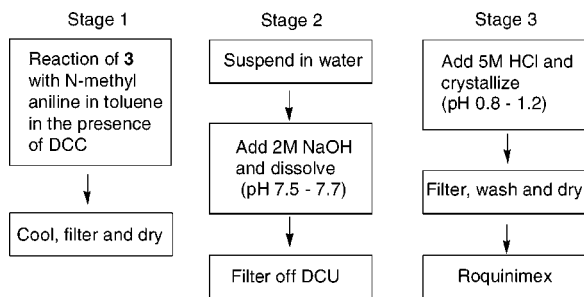 Stage 1
Reaction of 3
with N-methyl
aniline in toluene
in the presence
of DCC
Cool, filter and dry
Stage 2
Suspend in water
Add 2M NaOH
and dissolve
(pH 7.5 - 7.7)
Filter off DCU
Stage 3
Add 5M HCl and
crystallize
(pH 0.8 - 1.2)
Filter, wash and dry
Roquinimex